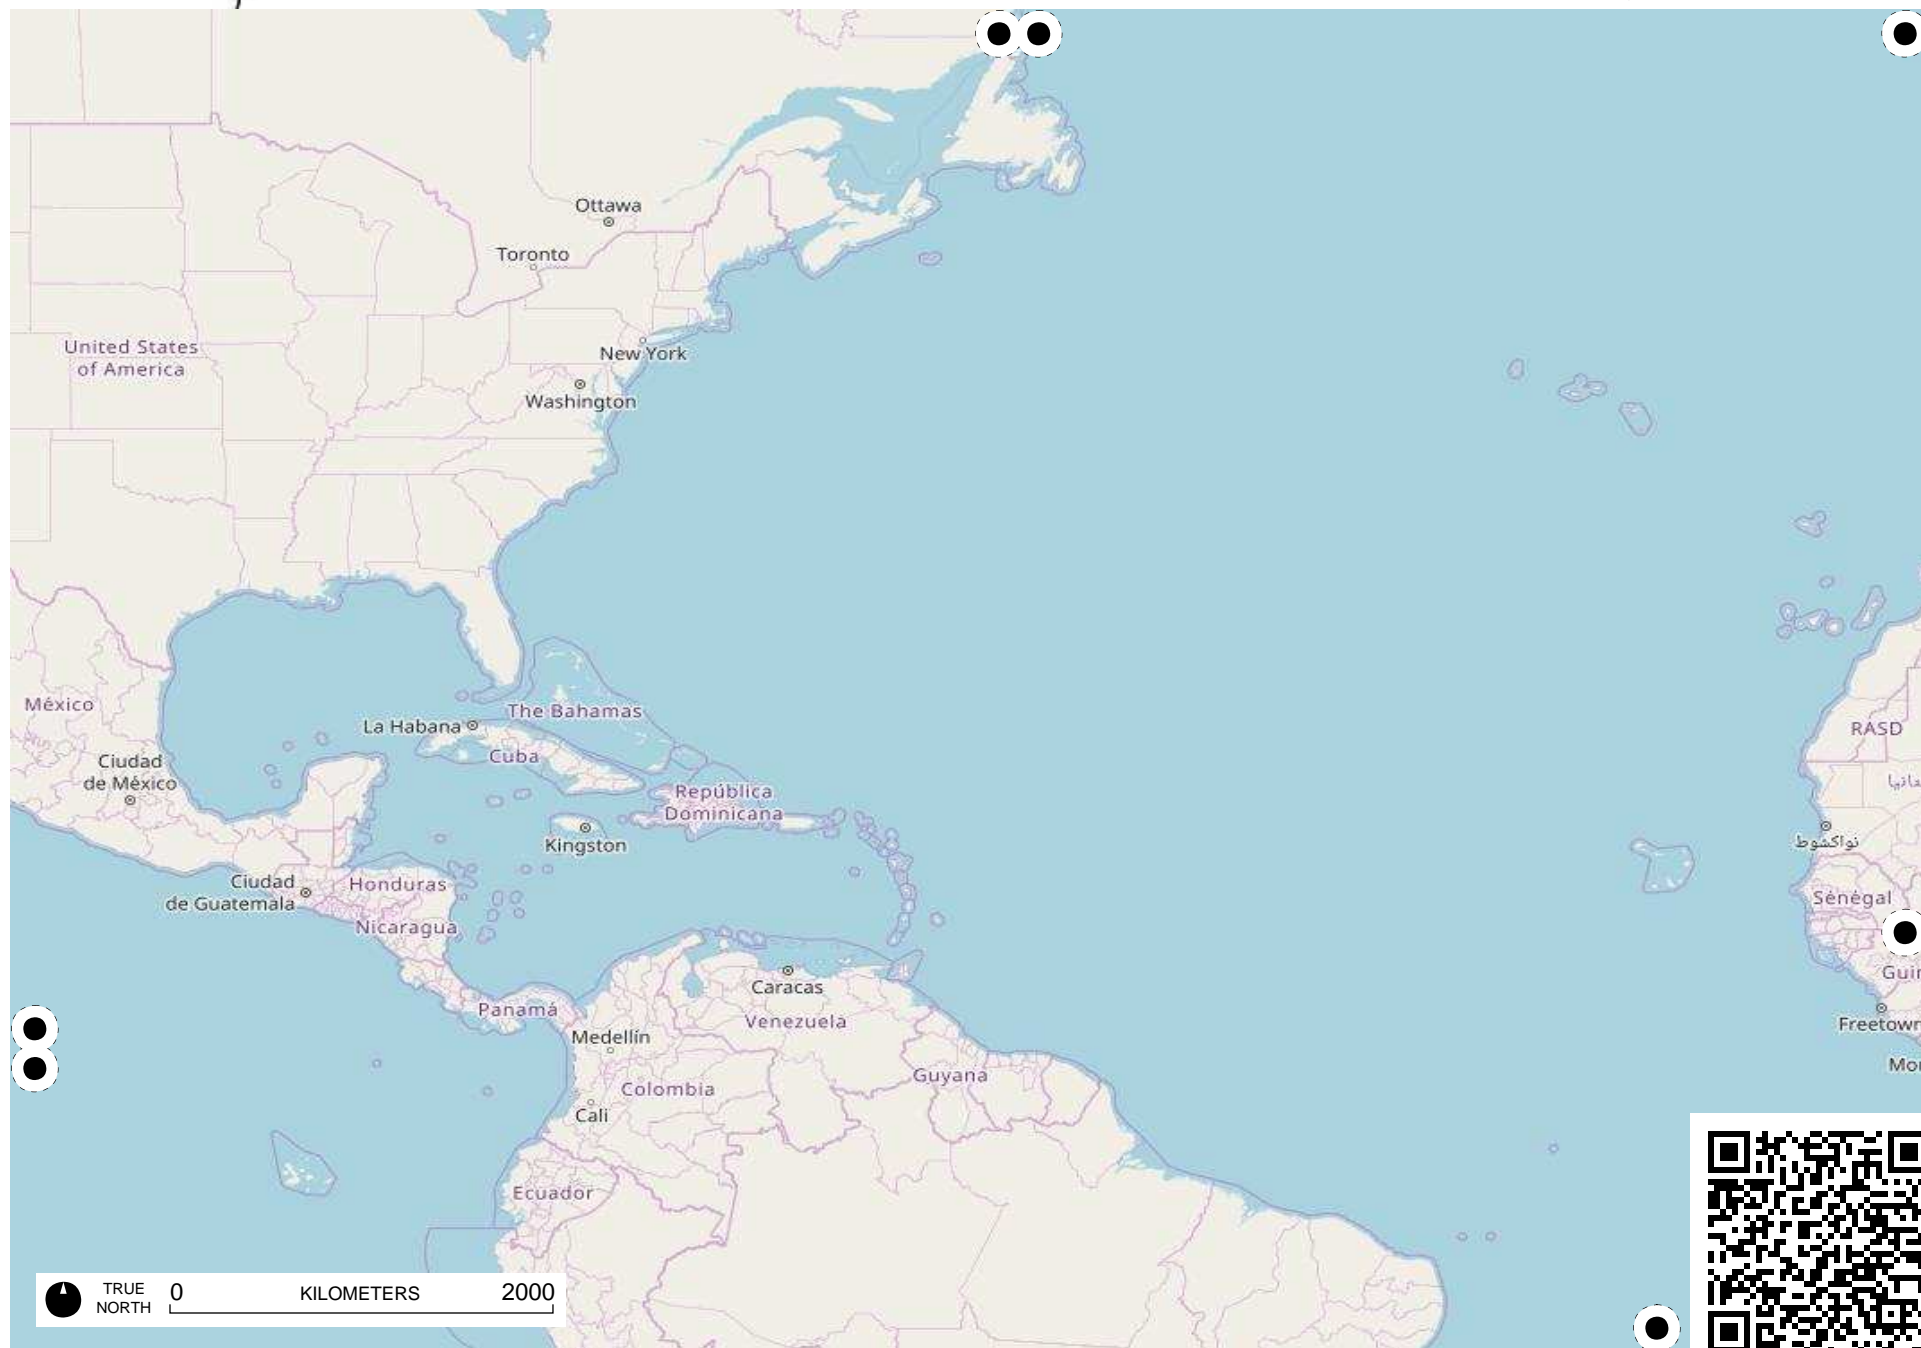 Ottawa
Toronto
United States
of America
New York
Washington
México
La Habana
The Bahamas
Cuba
RASD
Ciudad
de México
República
Dominicana
Kingston
نواكشوط
Ciudad
de Guatemala
Honduras
Sénégal
Nicaragua
Caracas
Panamá
Venezuela
Freetown
Medellín
Guyana
Colombia
Cali
Ecuador
TRUE
NORTH
0
KILOMETERS
2000